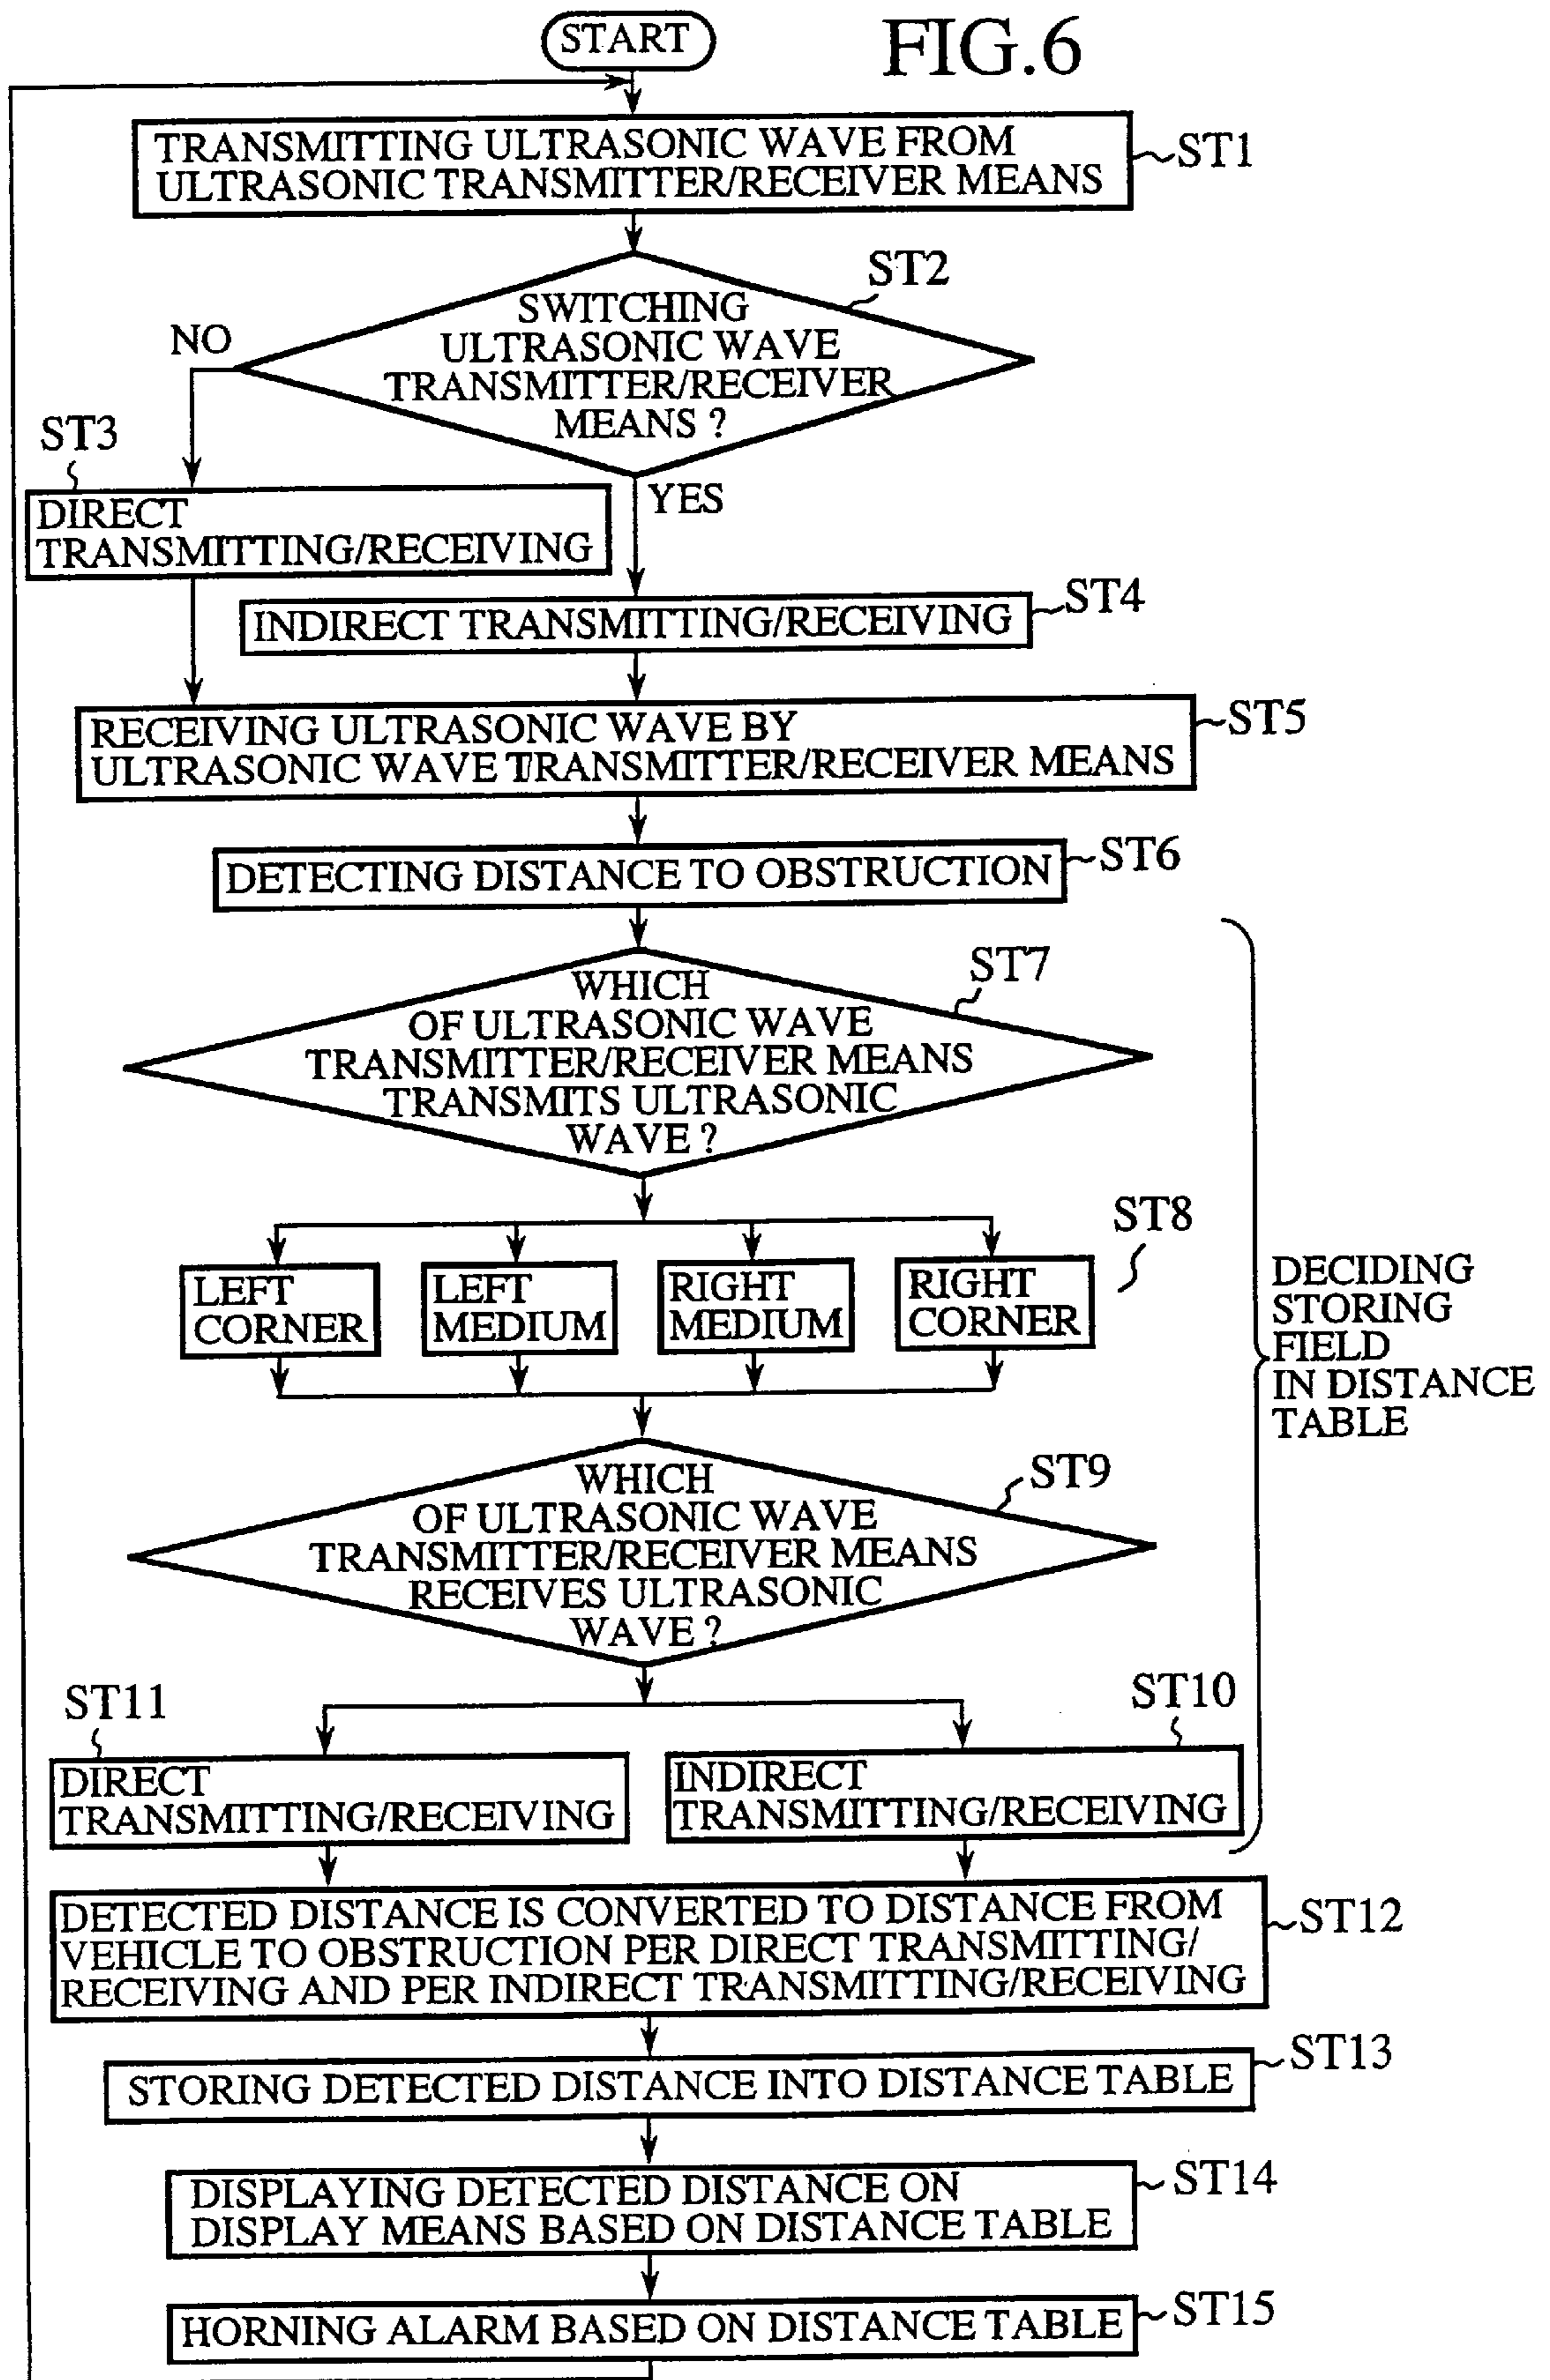 START
FIG.6
TRANSMITTING ULTRASONIC WAVE FROM
ULTRASONIC TRANSMITTER/RECEIVER MEANS
ST1
ST2
SWITCHING
ULTRASONIC WAVE
TRANSMITTER/RECEIVER
MEANS ?
NO
YES
ST3
DIRECT
TRANSMITTING/RECEIVING
ST4
INDIRECT TRANSMITTING/RECEIVING
ST5
RECEIVING ULTRASONIC WAVE BY
ULTRASONIC WAVE T/RANSMITTER/RECEIVER MEANS
ST6
DETECTING DISTANCE TO OBSTRUCTION
ST7
WHICH
OF ULTRASONIC WAVE
TRANSMITTER/RECEIVER MEANS
TRANSMITS ULTRASONIC
WAVE ?
ST8
LEFT
CORNER
LEFT
MEDIUM
RIGHT
MEDIUM
RIGHT
CORNER
DECIDING
STORING
FIELD
IN DISTANCE
TABLE
ST9
WHICH
OF ULTRASONIC WAVE
TRANSMITTER/RECEIVER MEANS
RECEIVES ULTRASONIC
WAVE ?
ST11
DIRECT
TRANSMITTING/RECEIVING
ST10
INDIRECT
TRANSMITTING/RECEIVING
DETECTED DISTANCE IS CONVERTED TO DISTANCE FROM
VEHICLE TO OBSTRUCTION PER DIRECT TRANSMITTING/
RECEIVING AND PER INDIRECT TRANSMITTING/RECEIVING
ST12
ST13
STORING DETECTED DISTANCE INTO DISTANCE TABLE
DISPLAYING DETECTED DISTANCE ON
DISPLAY MEANS BASED ON DISTANCE TABLE
ST14
HORNING ALARM BASED ON DISTANCE TABLE
ST15